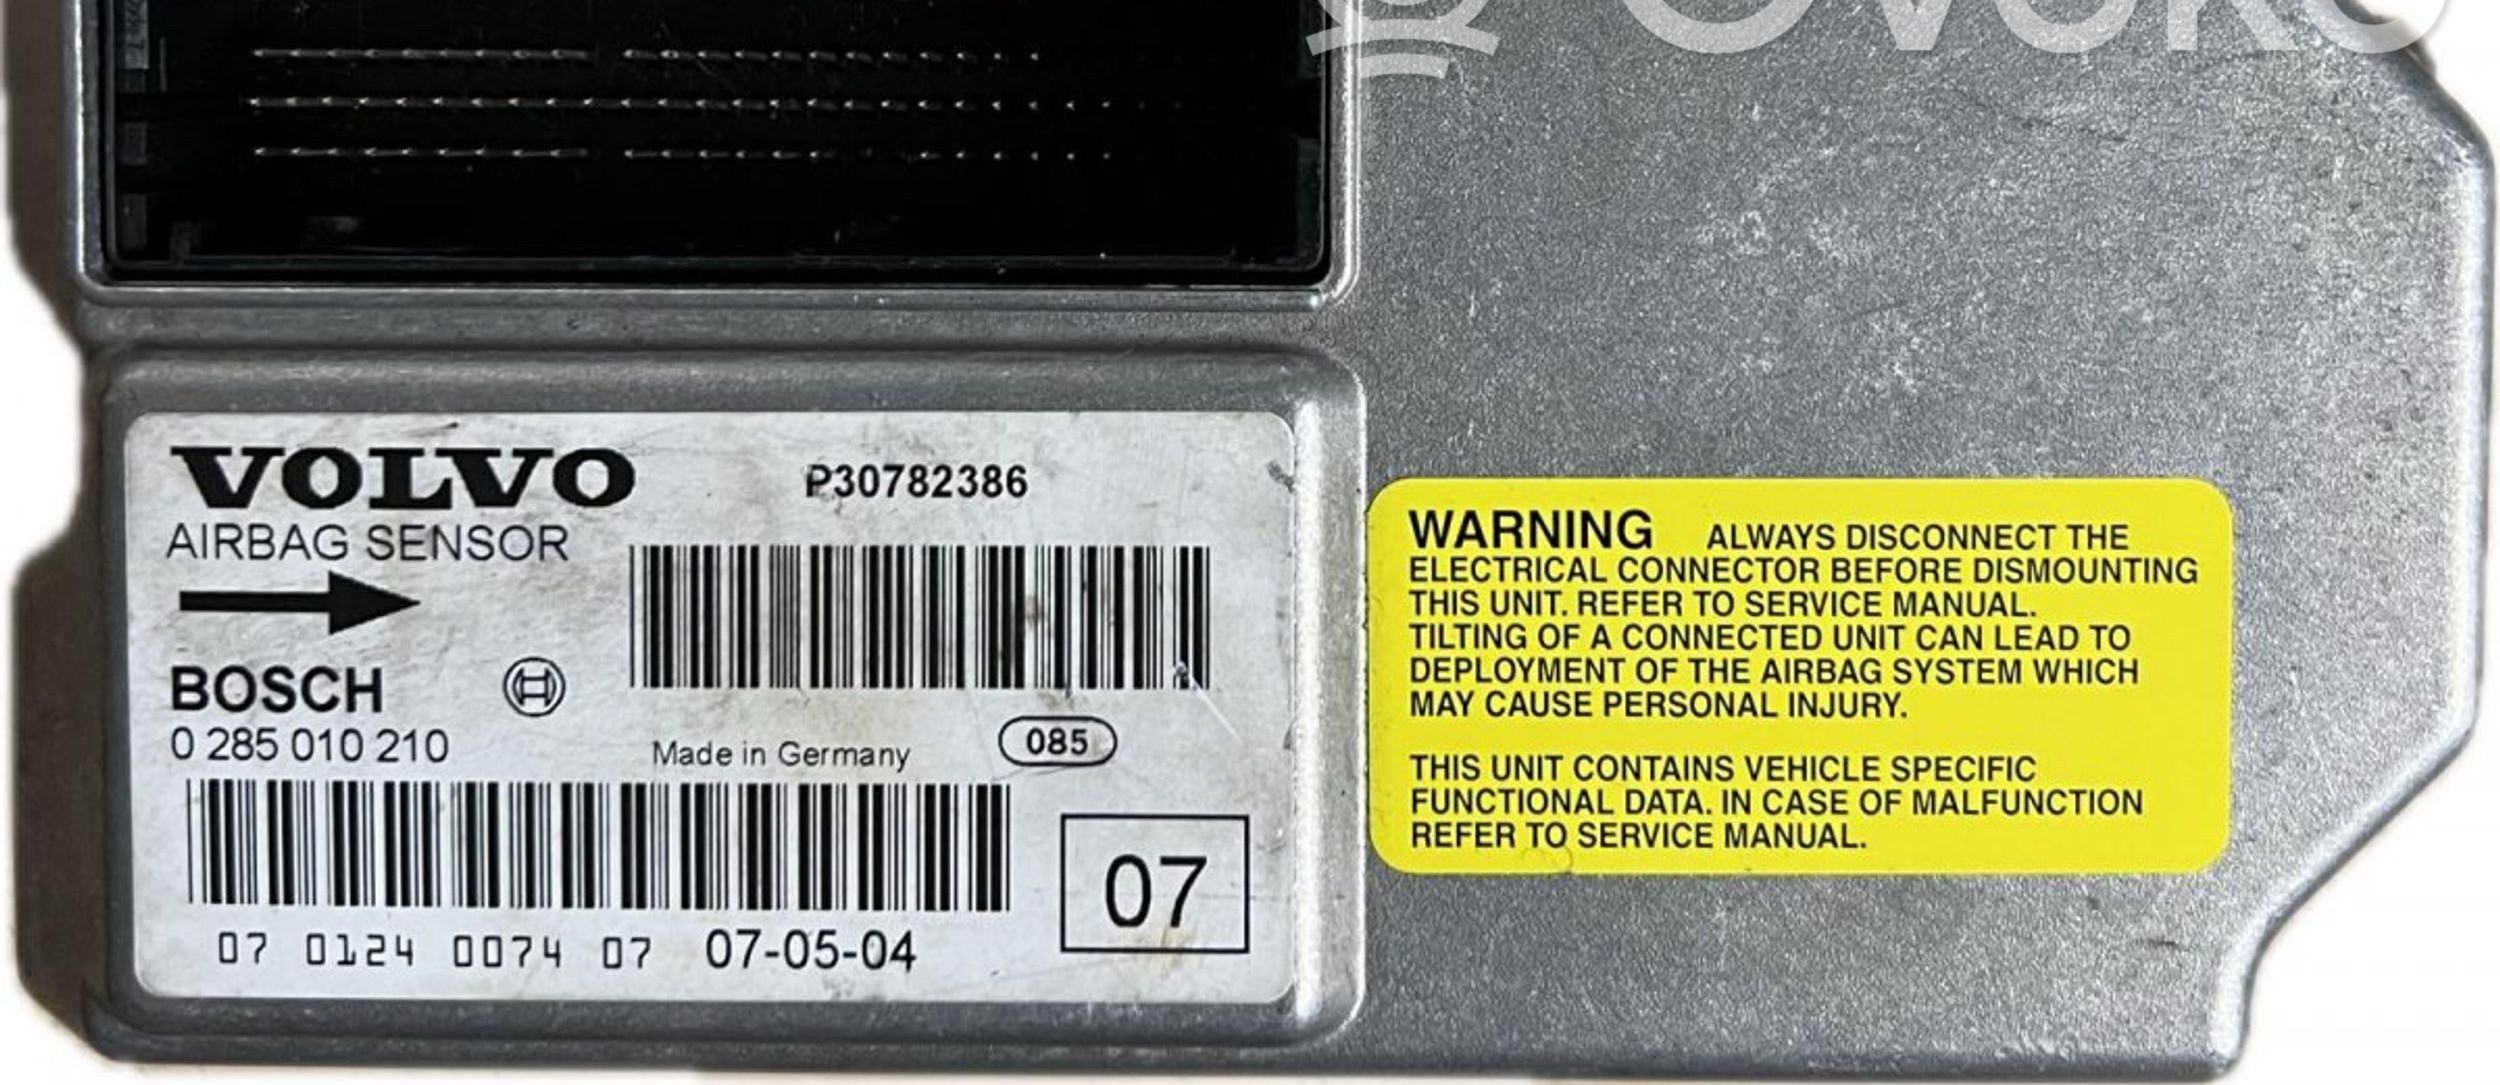 OVOKO
VOLVO
P30782386
AIRBAG SENSOR
BOSCH
0 285 010 210
Made in Germany
085
07
07 0124 0074 07 07-05-04
WARNING ALWAYS DISCONNECT THE
ELECTRICAL CONNECTOR BEFORE DISMOUNTING
THIS UNIT. REFER TO SERVICE MANUAL.
TILTING OF A CONNECTED UNIT CAN LEAD TO
DEPLOYMENT OF THE AIRBAG SYSTEM WHICH
MAY CAUSE PERSONAL INJURY.
THIS UNIT CONTAINS VEHICLE SPECIFIC
FUNCTIONAL DATA. IN CASE OF MALFUNCTION
REFER TO SERVICE MANUAL.